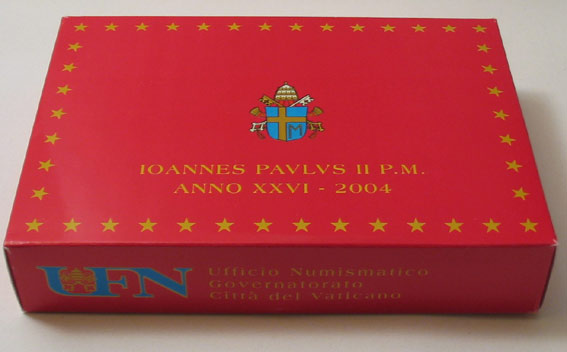 M
IOANNES PAVLVS II P.M.
ANNO XXVI - 2004
UFN
Ufficio Numismatico
Governatorato
Città del Vaticano